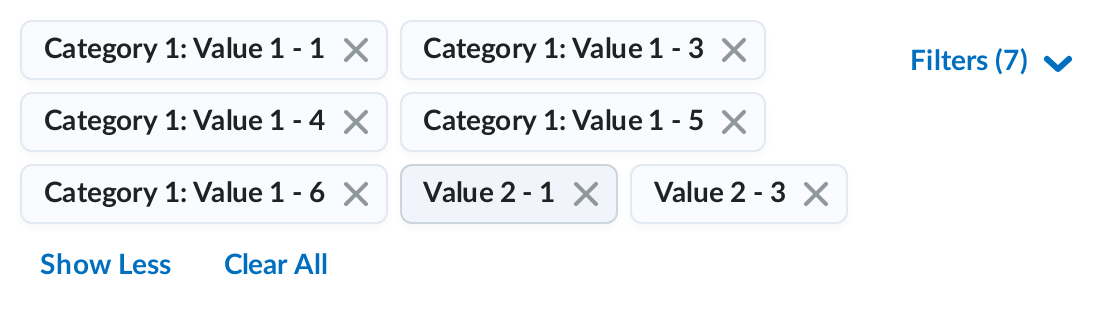 Category 1: Value 1 - 1 Category 1: Value 1 - 3 Filters (7)
Category 1: Value 1 - 4 Category 1: Value 1 - 5
Category 1: Value 1 - 6 Value 2 - 1 Value 2 - 3
Show Less Clear All